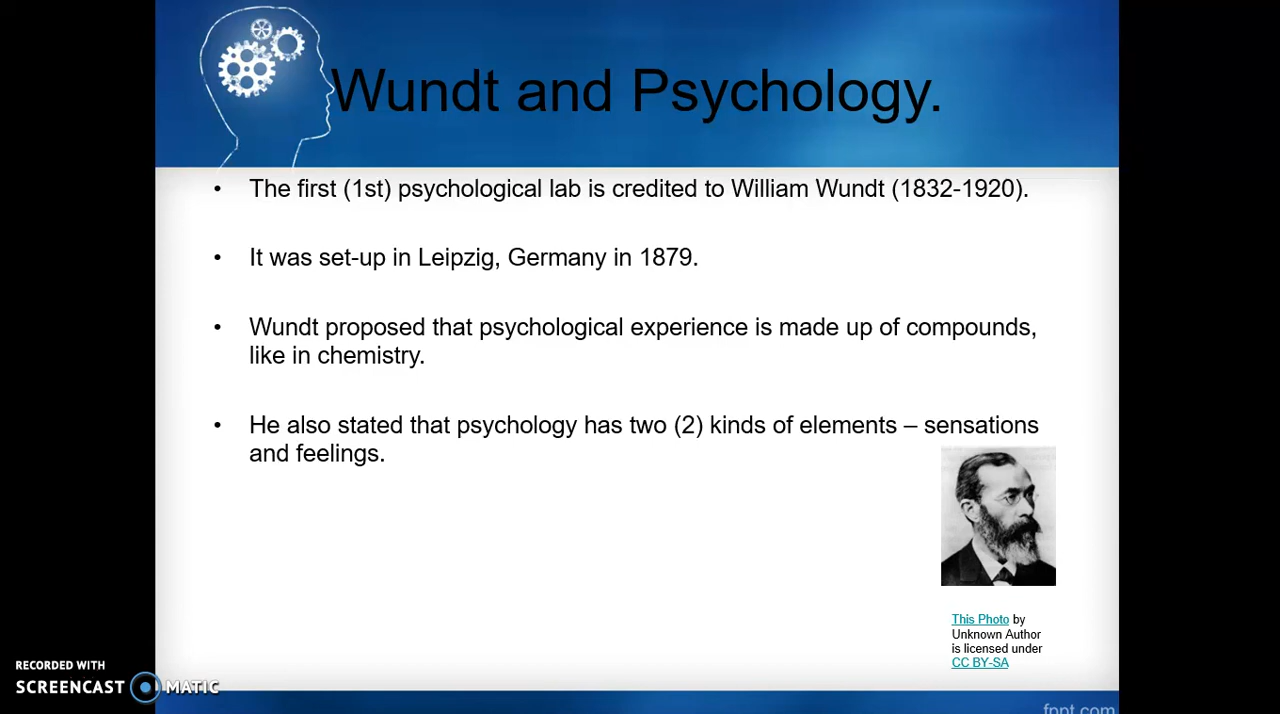 Wundt and Psychology.
• The first (1st) psychological lab is credited to William Wundt (1832-1920).
• It was set-up in Leipzig, Germany in 1879.
• Wundt proposed that psychological experience is made up of compounds,
like in chemistry.
• He also stated that psychology has two (2) kinds of elements – sensations
and feelings.
This Photo by
Unknown Author
is licensed under
CC BY-SA
RECORDED WITH
SCREENCAST MATIC
fppt.com